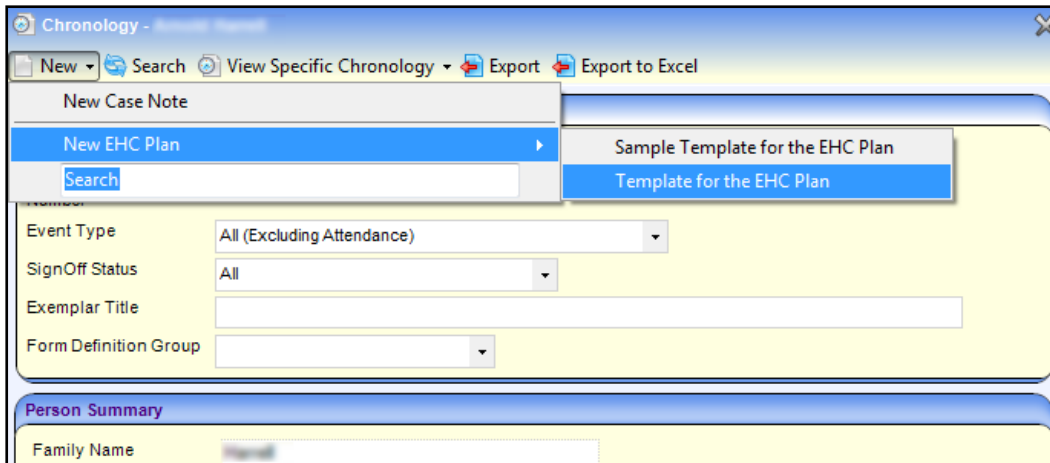 Chronology -
New Search View Specific Chronology Export Export to Excel
New Case Note
New EHC Plan
Sample Template for the EHC Plan
Search
Template for the EHC Plan
Number
Event Type All (Excluding Attendance)
SignOff Status All
Exemplar Title
Form Definition Group
Person Summary
Family Name